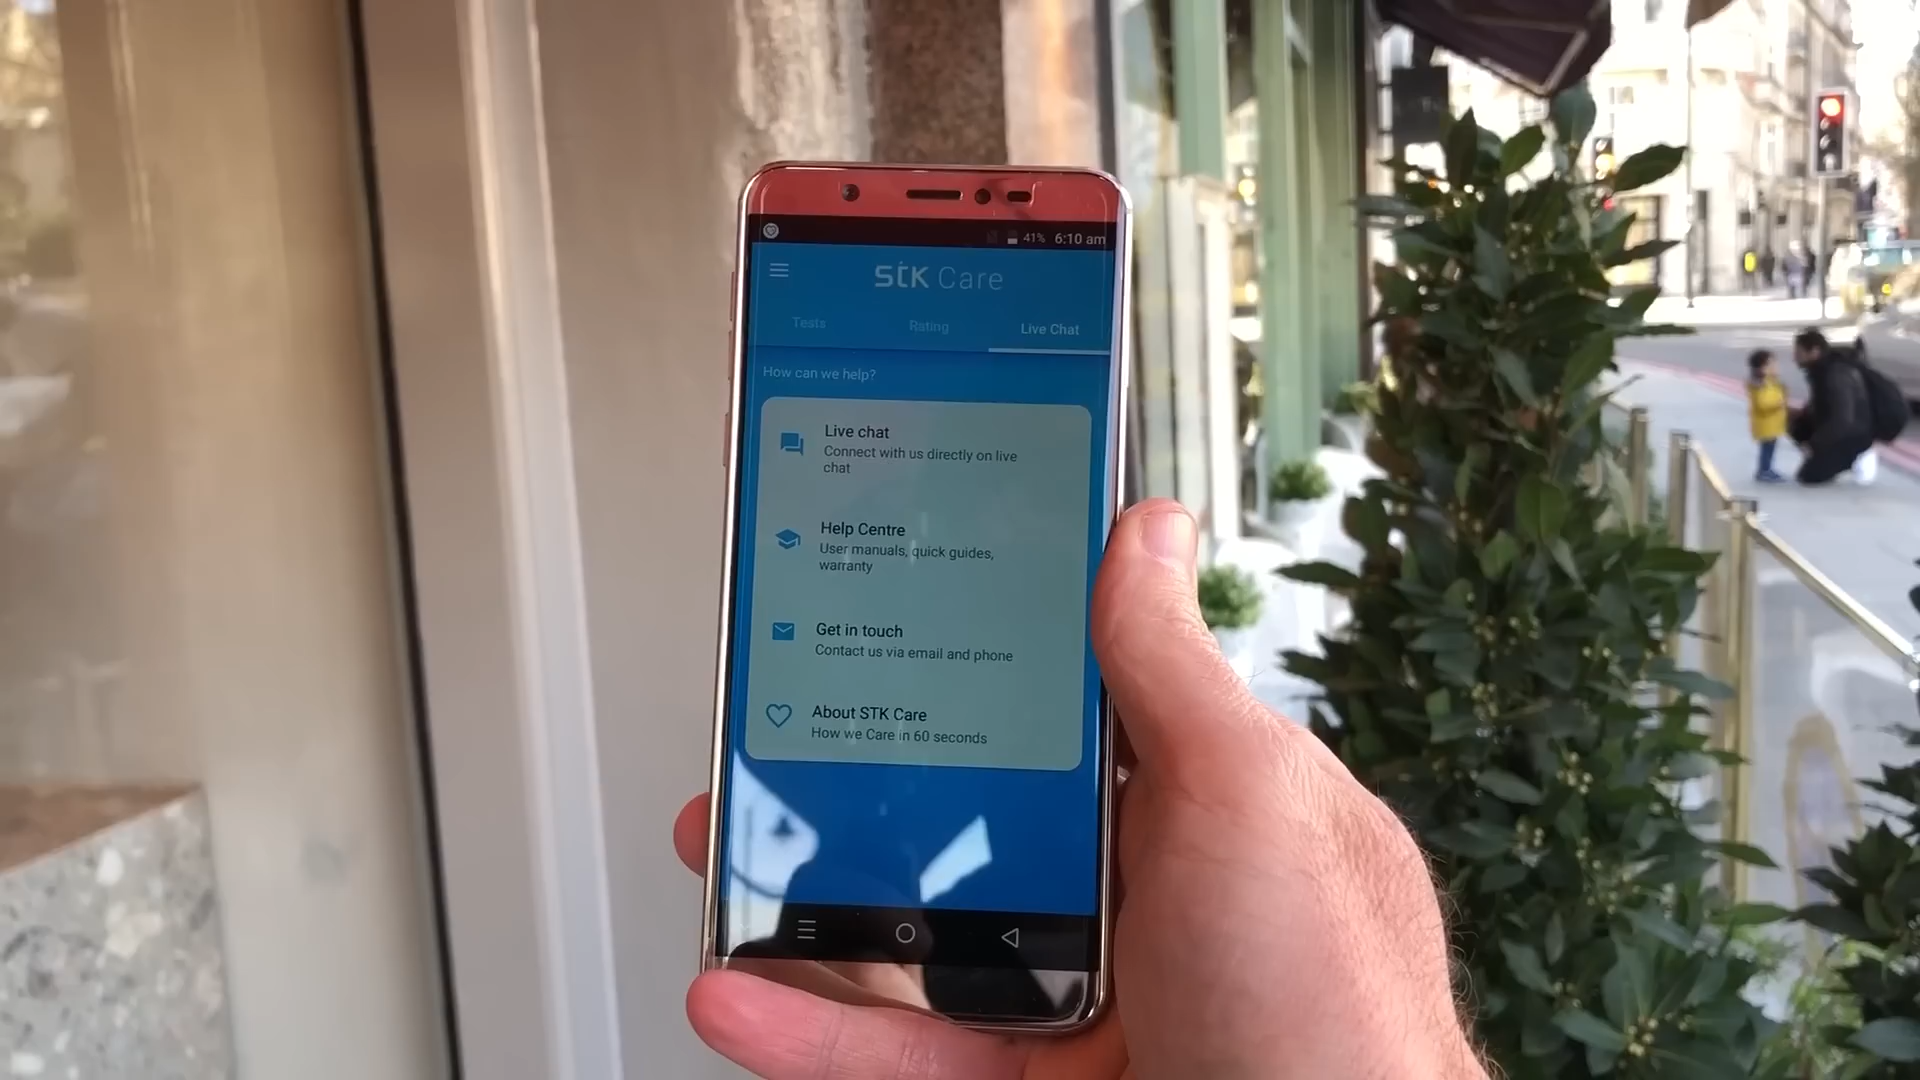 41% 6:10 am
STK Care
Tests Rating Live Chat
How can we help?
Live chat
Connect with us directly on live
chat
Help Centre
User manuals, quick guides,
warranty
Get in touch
Contact us via email and phone
About STK Care
How we Care in 60 seconds